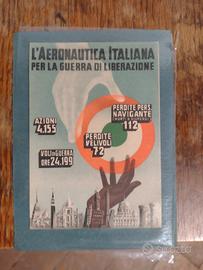 L'AERONAUTICA ITALIANA
PER LA GUERRA DI LIBERAZIONE
AZIONI
4.155
PERDITE PERS.
NAVIGANTE
112
PERDITE
VELIVOLI
72
VOLI DI GUERRA
ORE 24.199
subito